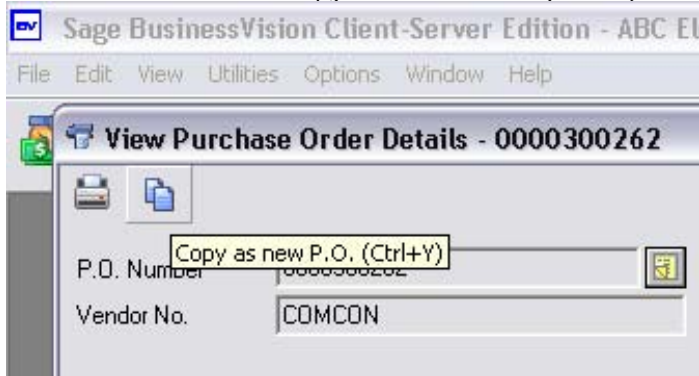 Sage BusinessVision Client-Server Edition - ABC El
File Edit View Utilities Options Window Help
View Purchase Order Details - 0000300262
Copy as new P.O. (Ctrl+Y)
P.O. Number 0000300262
Vendor No. COMCON